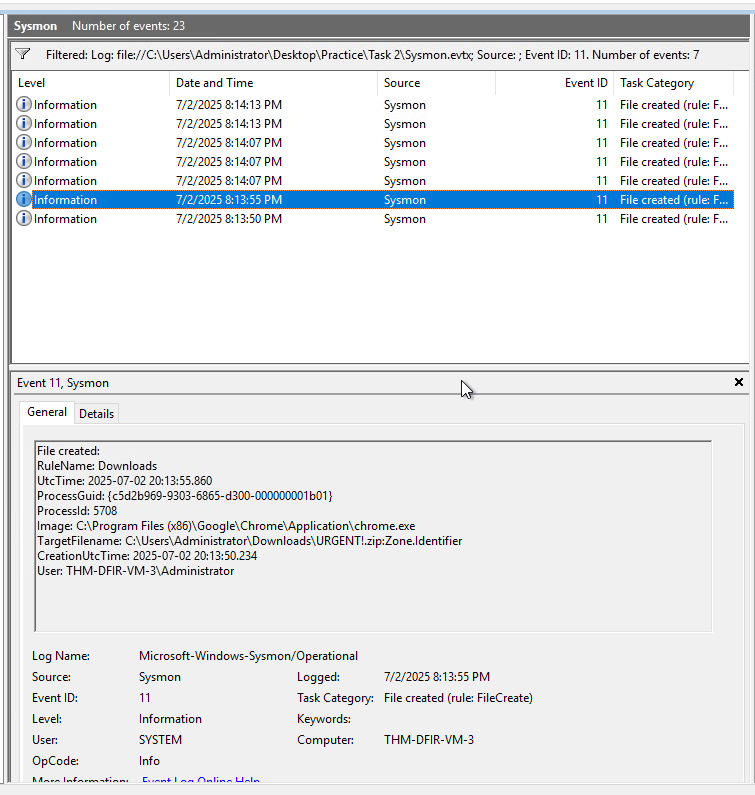 Sysmon Number of events: 23
Filtered: Log: file://C:\Users\Administrator\Desktop\Practice\Task 2\Sysmon.evtx; Source: ; Event ID: 11. Number of events: 7
Level Date and Time Source Event ID Task Category
Information 7/2/2025 8:14:13 PM Sysmon 11 File created (rule: F...
Information 7/2/2025 8:14:13 PM Sysmon 11 File created (rule: F...
Information 7/2/2025 8:14:07 PM Sysmon 11 File created (rule: F...
Information 7/2/2025 8:14:07 PM Sysmon 11 File created (rule: F...
Information 7/2/2025 8:14:07 PM Sysmon 11 File created (rule: F...
Information 7/2/2025 8:13:55 PM Sysmon 11 File created (rule: F...
Information 7/2/2025 8:13:50 PM Sysmon 11 File created (rule: F...
Event 11, Sysmon
General Details
File created:
RuleName: Downloads
UtcTime: 2025-07-02 20:13:55.860
ProcessGuid: {c5d2b969-9303-6865-d300-000000001b01}
ProcessId: 5708
Image: C:\Program Files (x86)\Google\Chrome\Application\chrome.exe
TargetFilename: C:\Users\Administrator\Downloads\URGENT!.zip:Zone.Identifier
CreationUtcTime: 2025-07-02 20:13:50.234
User: THM-DFIR-VM-3\Administrator
Log Name: Microsoft-Windows-Sysmon/Operational
Source: Sysmon Logged: 7/2/2025 8:13:55 PM
Event ID: 11 Task Category: File created (rule: FileCreate)
Level: Information Keywords:
User: SYSTEM Computer: THM-DFIR-VM-3
OpCode: Info
More Information: Event Log Online Help